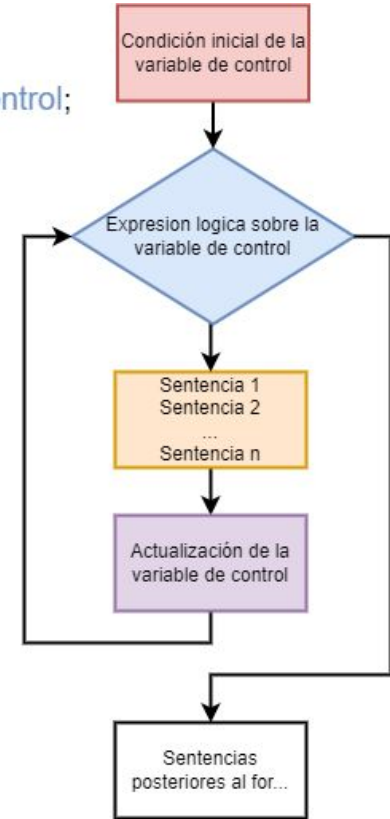 Condición inicial de la
variable de control
ntrol;
Expresion logica sobre la
variable de control
Sentencia 1
Sentencia 2
...
Sentencia n
Actualización de la
variable de control
Sentencias
posteriores al for...